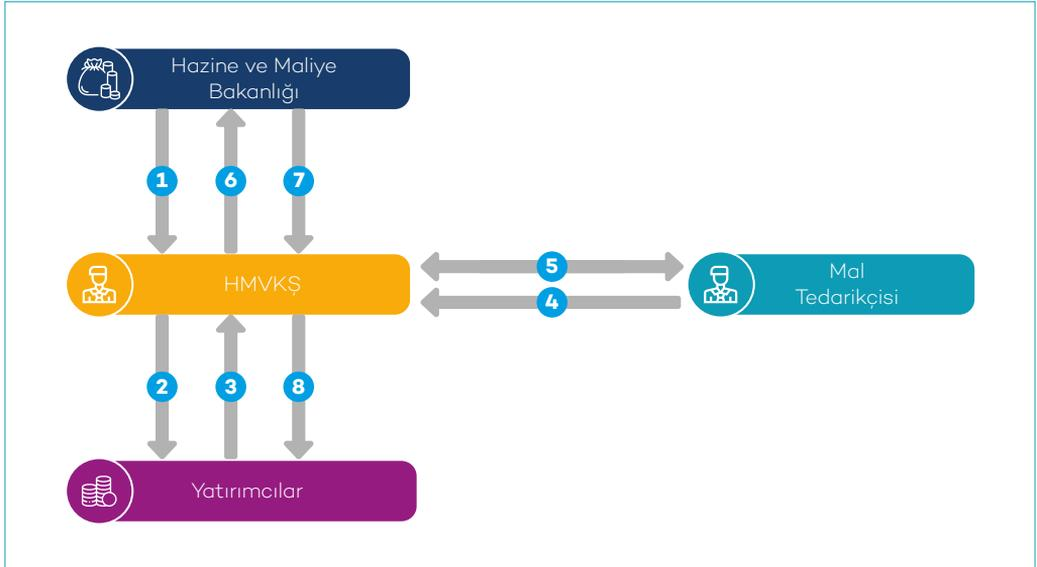 Hazine ve Maliye
Bakanlığı
1
6
7
HMVKŞ
5
4
Mal
Tedarikçisi
2
3
8
Yatırımcılar